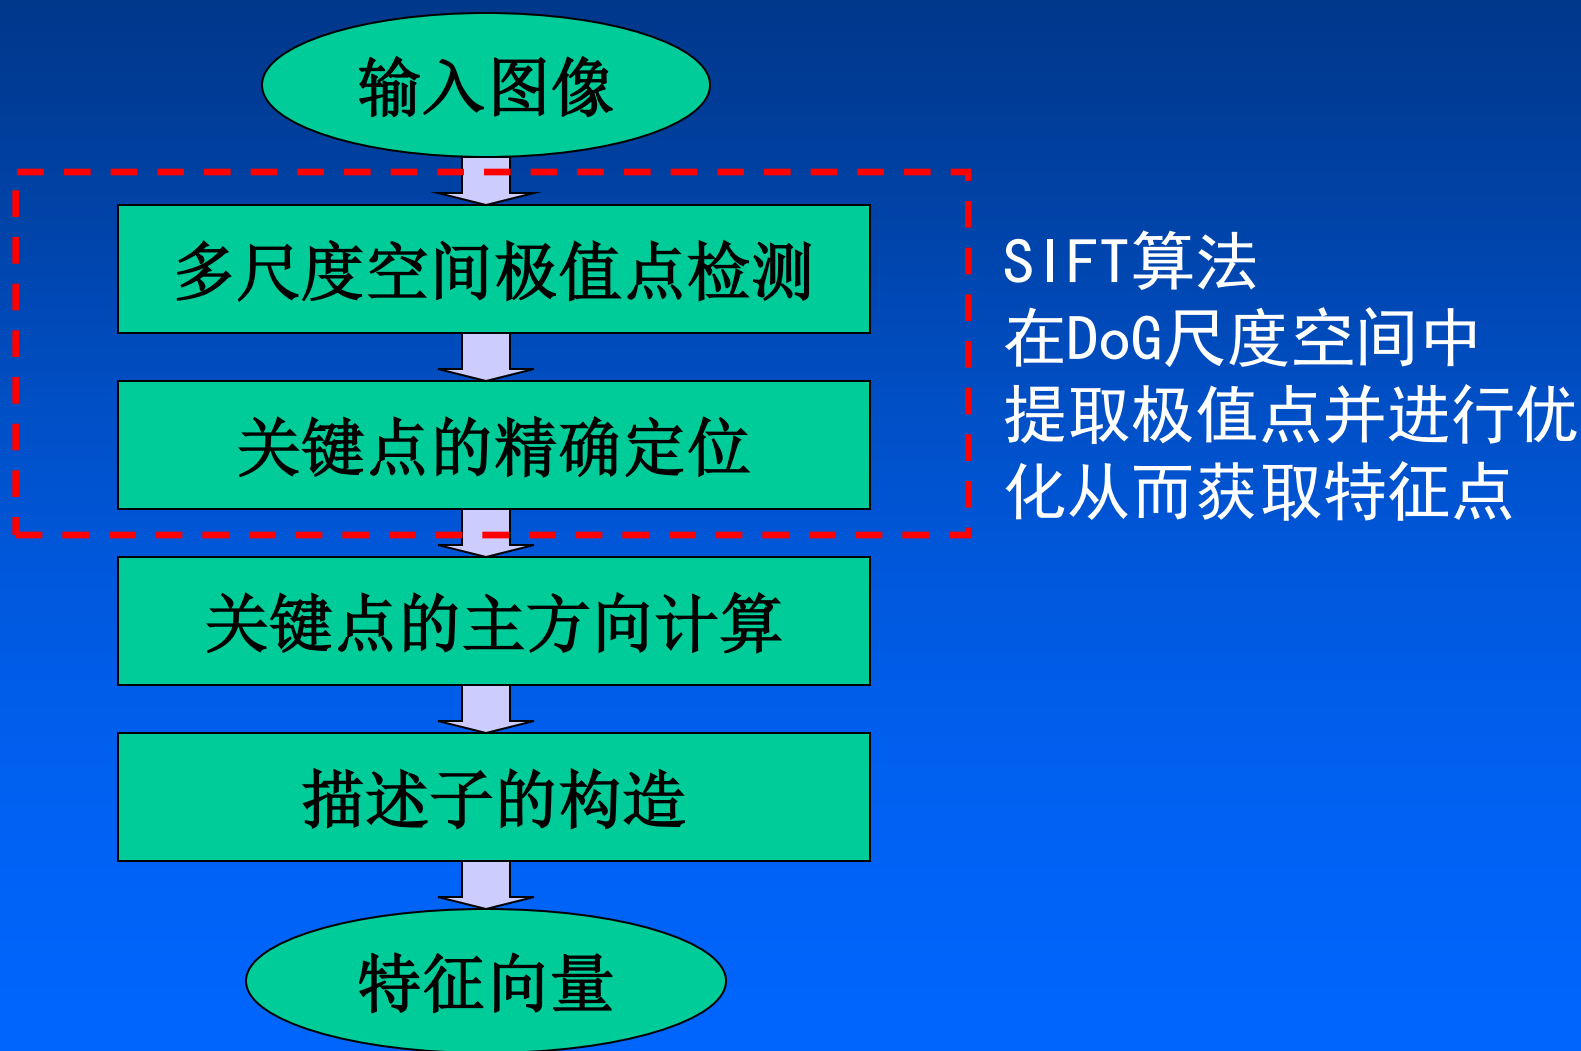 输入图像
多尺度空间极值点检测
关键点的精确定位
关键点的主方向计算
描述子的构造
特征向量
SIFT算法
在DoG尺度空间中
提取极值点并进行优
化从而获取特征点